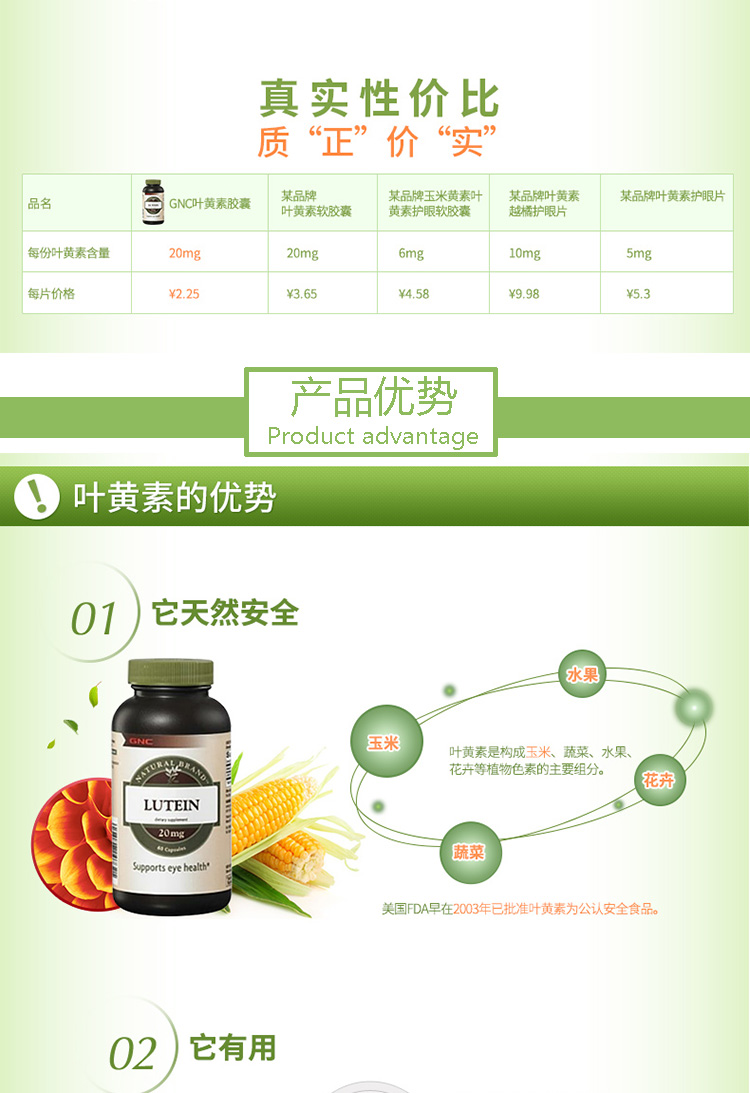 真实性价比
质“正”价“实”
品名
GNC叶黄素胶囊
某品牌
叶黄素软胶囊
某品牌玉米黄素叶
黄素护眼软胶囊
某品牌叶黄素
越橘护眼片
某品牌叶黄素护眼片
每份叶黄素含量
20mg
20mg
6mg
10mg
5mg
每片价格
¥2.25
¥3.65
¥4.58
¥9.98
¥5.3
产品优势
Product advantage
叶黄素的优势
01
它天然安全
GNC
NATURAL BRAND™
LUTEIN
dietary supplement
20 mg
60 Capsules
Supports eye health*
水果
玉米
叶黄素是构成玉米、蔬菜、水果、
花卉等植物色素的主要组分。
花卉
蔬菜
美国FDA早在2003年已批准叶黄素为公认安全食品。
02
它有用